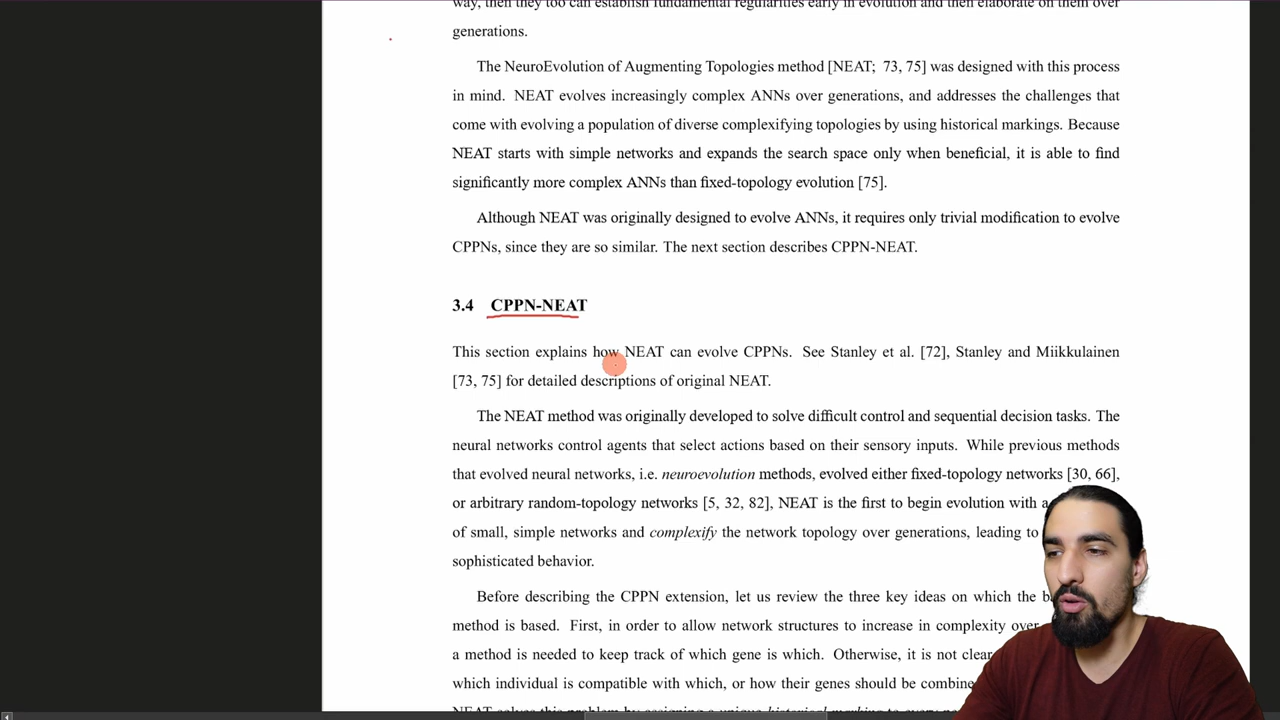 way, then they too can establish fundamental regularities early in evolution and then elaborate on them over
generations.
The NeuroEvolution of Augmenting Topologies method [NEAT; 73, 75] was designed with this process
in mind. NEAT evolves increasingly complex ANNs over generations, and addresses the challenges that
come with evolving a population of diverse complexifying topologies by using historical markings. Because
NEAT starts with simple networks and expands the search space only when beneficial, it is able to find
significantly more complex ANNs than fixed-topology evolution [75].
Although NEAT was originally designed to evolve ANNs, it requires only trivial modification to evolve
CPPNs, since they are so similar. The next section describes CPPN-NEAT.
3.4 CPPN-NEAT
This section explains how NEAT can evolve CPPNs. See Stanley et al. [72], Stanley and Miikkulainen
[73, 75] for detailed descriptions of original NEAT.
The NEAT method was originally developed to solve difficult control and sequential decision tasks. The
neural networks control agents that select actions based on their sensory inputs. While previous methods
that evolved neural networks, i.e. neuroevolution methods, evolved either fixed-topology networks [30, 66],
or arbitrary random-topology networks [5, 32, 82], NEAT is the first to begin evolution with a
of small, simple networks and complexify the network topology over generations, leading to
sophisticated behavior.
Before describing the CPPN extension, let us review the three key ideas on which the
method is based. First, in order to allow network structures to increase in complexity over
a method is needed to keep track of which gene is which. Otherwise, it is not clear
which individual is compatible with which, or how their genes should be combine
NEAT solves this problem by assigning a unique historical marking to every